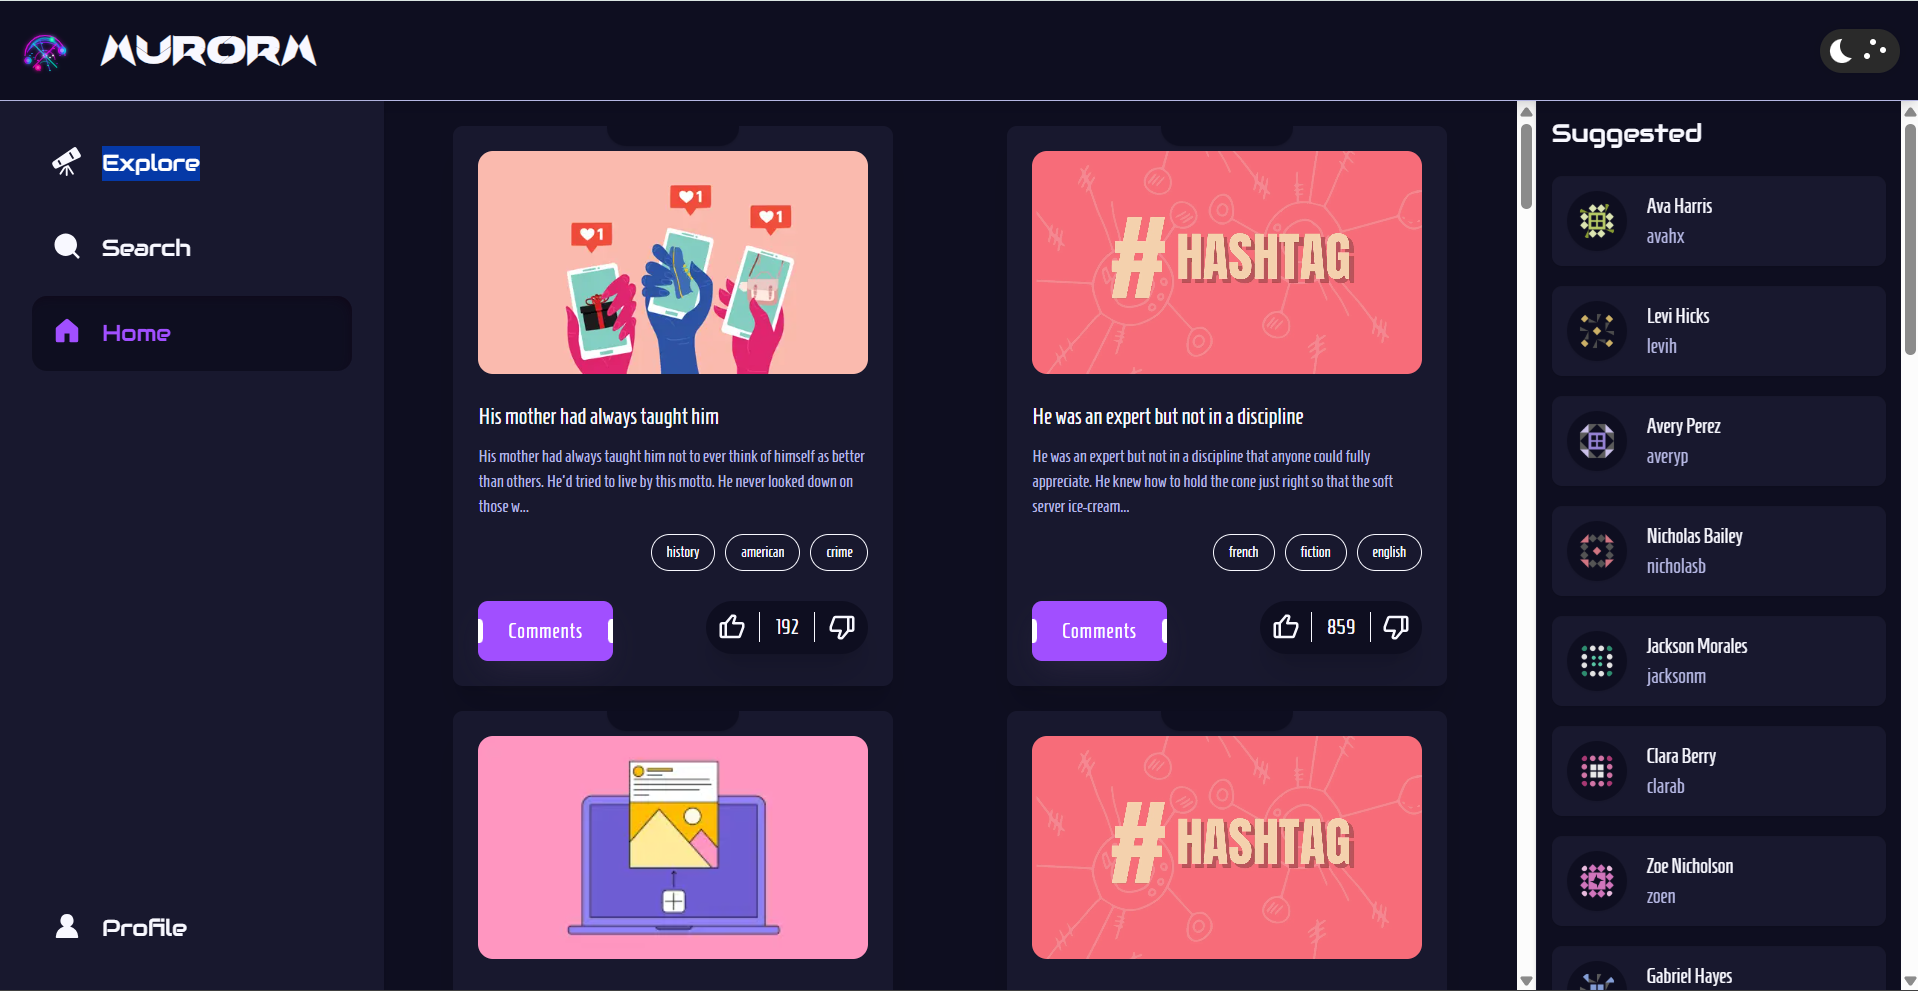 AURORA
Explore
Search
Home
Profile
1
1
1
His mother had always taught him
His mother had always taught him not to ever think of himself as better
than others. He'd tried to live by this motto. He never looked down on
those w...
history
american
crime
Comments
192
# HASHTAG
He was an expert but not in a discipline
He was an expert but not in a discipline that anyone could fully
appreciate. He knew how to hold the cone just right so that the soft
server ice-cream...
french
fiction
english
Comments
859
# HASHTAG
Suggested
Ava Harris
avahx
Levi Hicks
levih
Avery Perez
averyp
Nicholas Bailey
nicholasb
Jackson Morales
jacksonm
Clara Berry
clarab
Zoe Nicholson
zoen
Gabriel Hayes